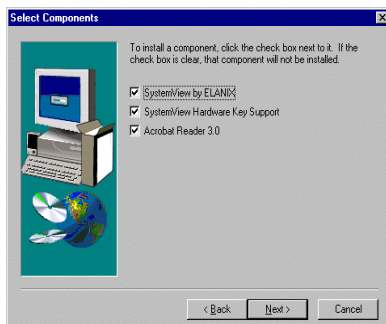 Select Components
To install a component, click the check box next to it. If the
check box is clear, that component will not be installed.
SystemView by ELANIX
SystemView Hardware Key Support
Acrobat Reader 3.0
< Back
Next >
Cancel